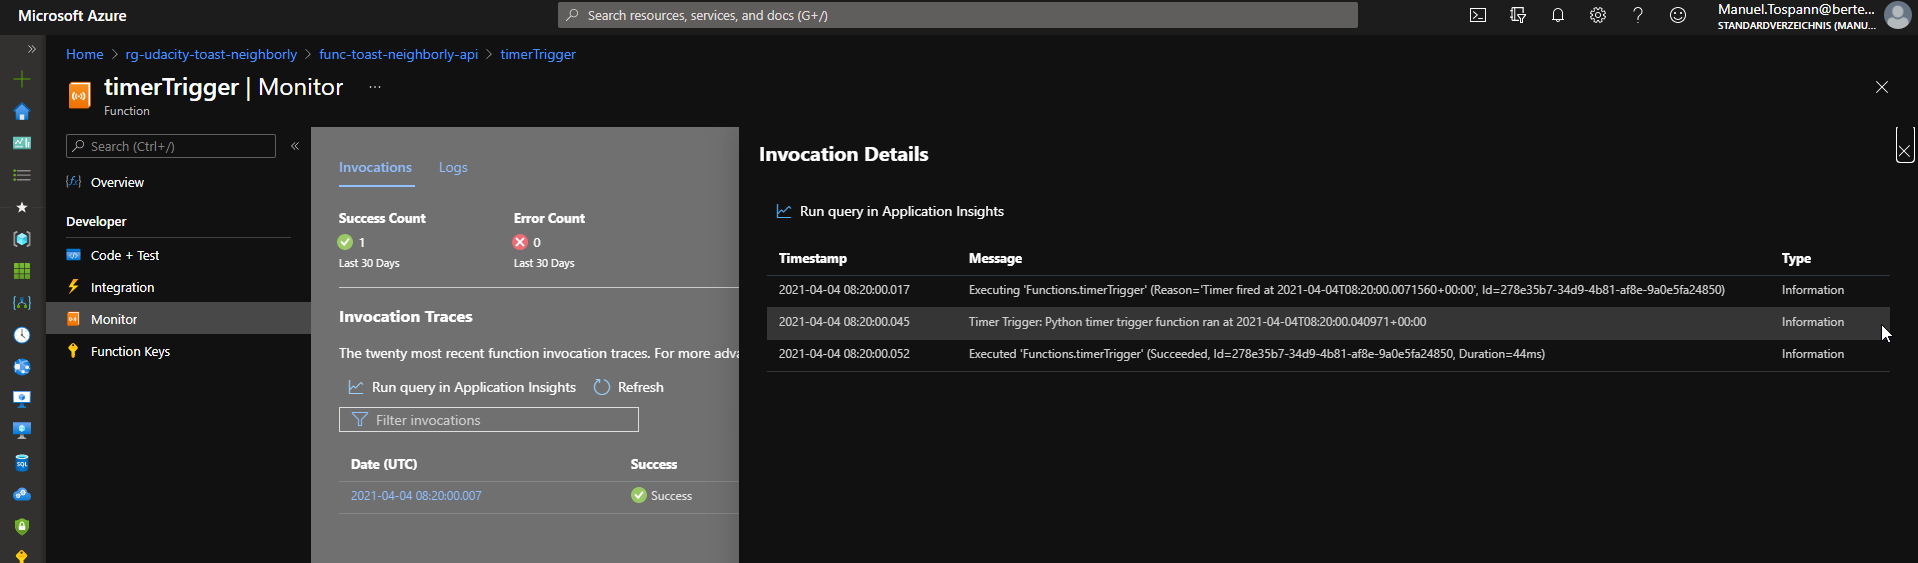 Microsoft Azure
Search resources, services, and docs (G+/)
Manuel.Tospann@berte...
STANDARDVERZEICHNIS (MANU...
Home > rg-udacity-toast-neighborly > func-toast-neighborly-api > timerTrigger
timerTrigger | Monitor ...
Function
Search (Ctrl+/)
Overview
Developer
Code + Test
Integration
Monitor
Function Keys
Invocations Logs
Success Count Error Count
1 0
Last 30 Days Last 30 Days
Invocation Traces
The twenty most recent function invocation traces. For more adva
Run query in Application Insights Refresh
Filter invocations
Date (UTC) Success
2021-04-04 08:20:00.007 Success
Invocation Details
Run query in Application Insights
Timestamp Message Type
2021-04-04 08:20:00.017 Executing 'Functions.timerTrigger' (Reason='Timer fired at 2021-04-04T08:20:00.0071560+00:00', Id=278e35b7-34d9-4b81-af8e-9a0e5fa24850) Information
2021-04-04 08:20:00.045 Timer Trigger: Python timer trigger function ran at 2021-04-04T08:20:00.040971+00:00 Information
2021-04-04 08:20:00.052 Executed 'Functions.timerTrigger' (Succeeded, Id=278e35b7-34d9-4b81-af8e-9a0e5fa24850, Duration=44ms) Information